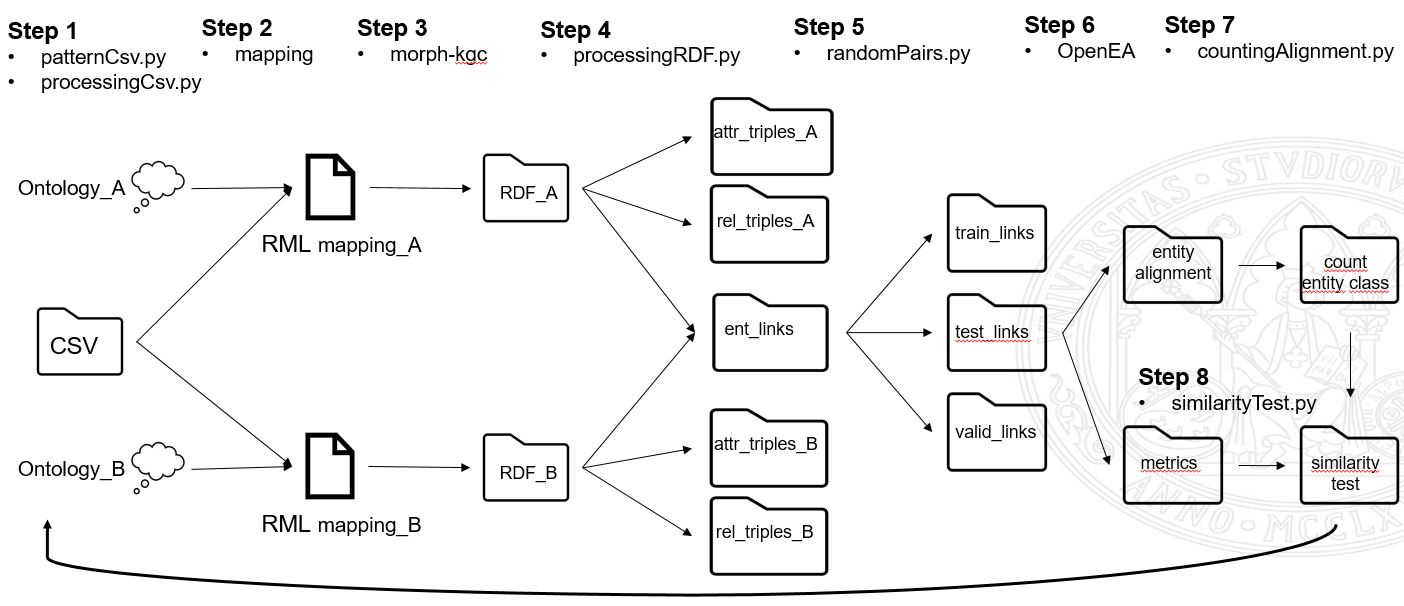 Step 1
• patternCsv.py
• processingCsv.py
Step 2
• mapping
Step 3
• morph-kgc
Step 4
• processingRDF.py
Step 5
• randomPairs.py
Step 6
• OpenEA
Step 7
• countingAlignment.py
Ontology_A
RML mapping_A
RDF_A
attr_triples_A
rel_triples_A
CSV
ent_links
train_links
test_links
valid_links
entity
alignment
count
entity class
Step 8
• similarityTest.py
metrics
similarity
test
Ontology_B
RML mapping_B
RDF_B
attr_triples_B
rel_triples_B
STVDIORV
VNIVERSITAS
ANNO
MCCLX